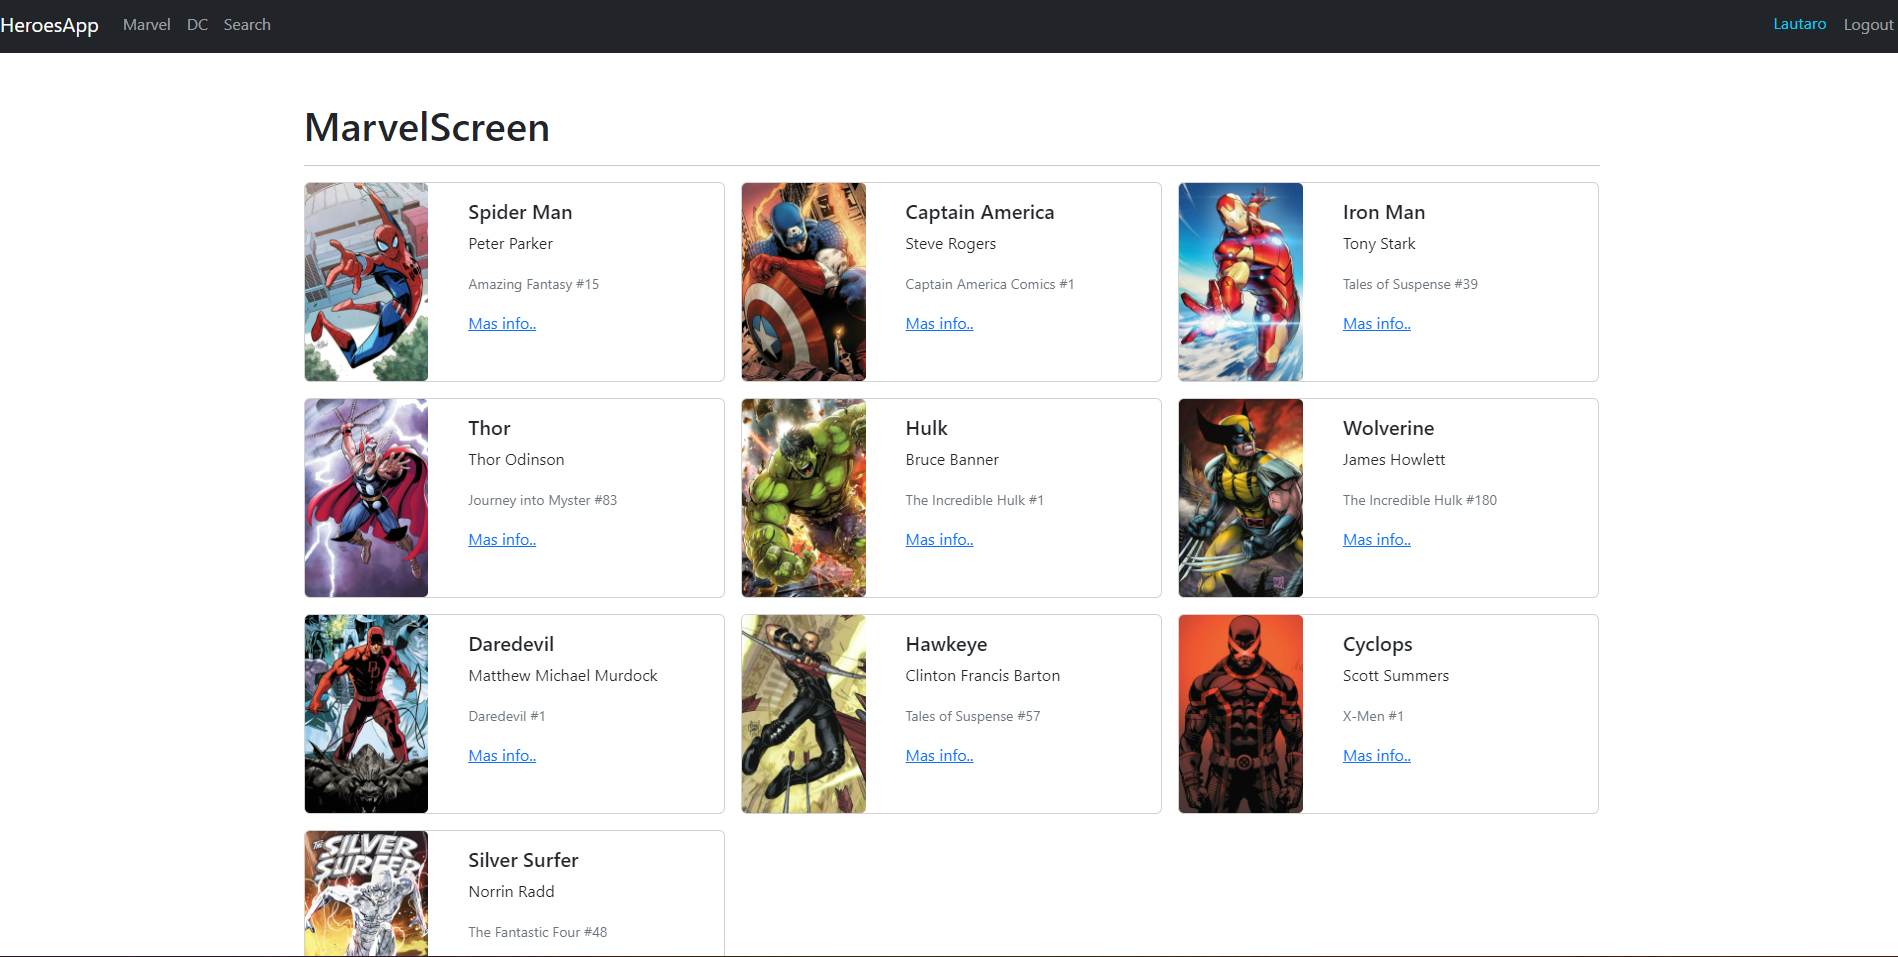 HeroesApp Marvel DC Search Lautaro Logout
MarvelScreen
Spider Man
Peter Parker
Amazing Fantasy #15
Mas info..
Captain America
Steve Rogers
Captain America Comics #1
Mas info..
Iron Man
Tony Stark
Tales of Suspense #39
Mas info..
Thor
Thor Odinson
Journey into Myster #83
Mas info..
Hulk
Bruce Banner
The Incredible Hulk #1
Mas info..
Wolverine
James Howlett
The Incredible Hulk #180
Mas info..
Daredevil
Matthew Michael Murdock
Daredevil #1
Mas info..
Hawkeye
Clinton Francis Barton
Tales of Suspense #57
Mas info..
Cyclops
Scott Summers
X-Men #1
Mas info..
THE SILVER
SURFER
Silver Surfer
Norrin Radd
The Fantastic Four #48